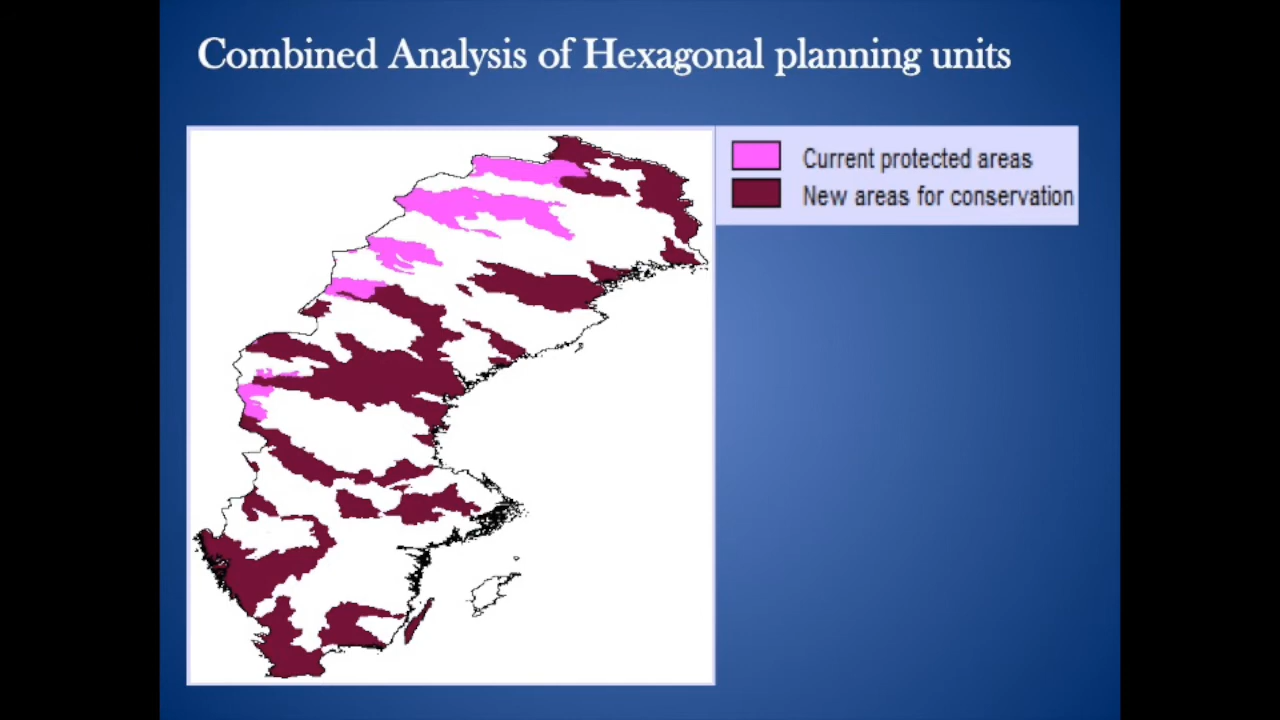 Combined Analysis of Hexagonal planning units
Current protected areas
New areas for conservation